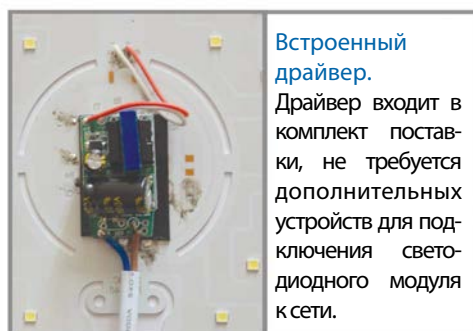 Встроенный
драйвер.
Драйвер входит в
комплект постав-
ки, не требуется
дополнительных
устройств для под-
ключения свето-
диодного модуля
к сети.